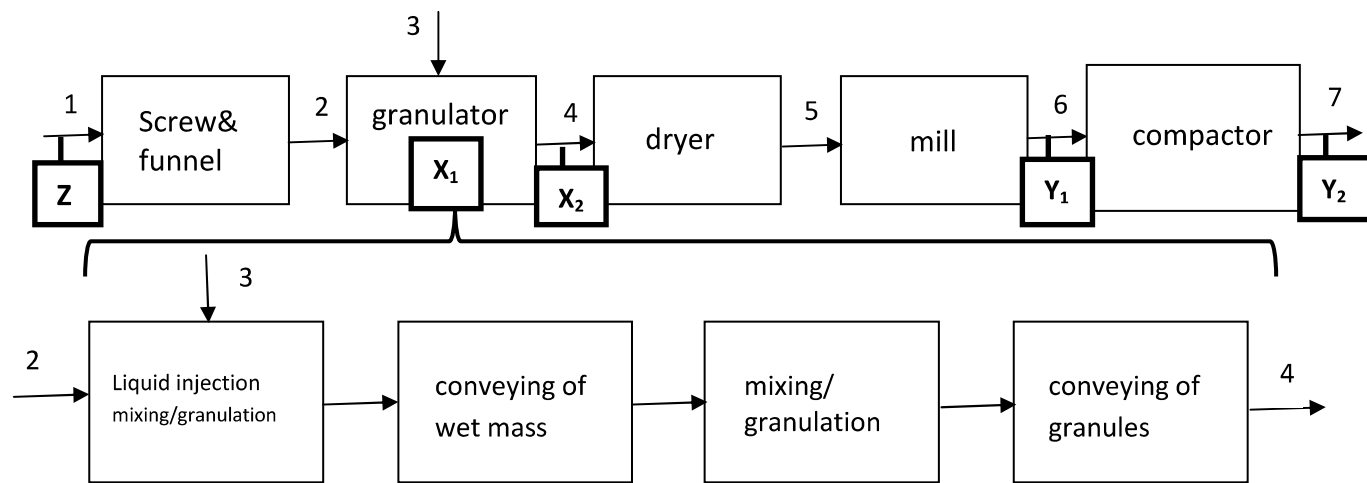 3
1
Screw&
funnel
2
granulator
4
dryer
5
mill
6
compactor
7
Z
X₁
X₂
Y₁
Y₂
3
2
Liquid injection
mixing/granulation
conveying of
wet mass
mixing/
granulation
conveying of
granules
4